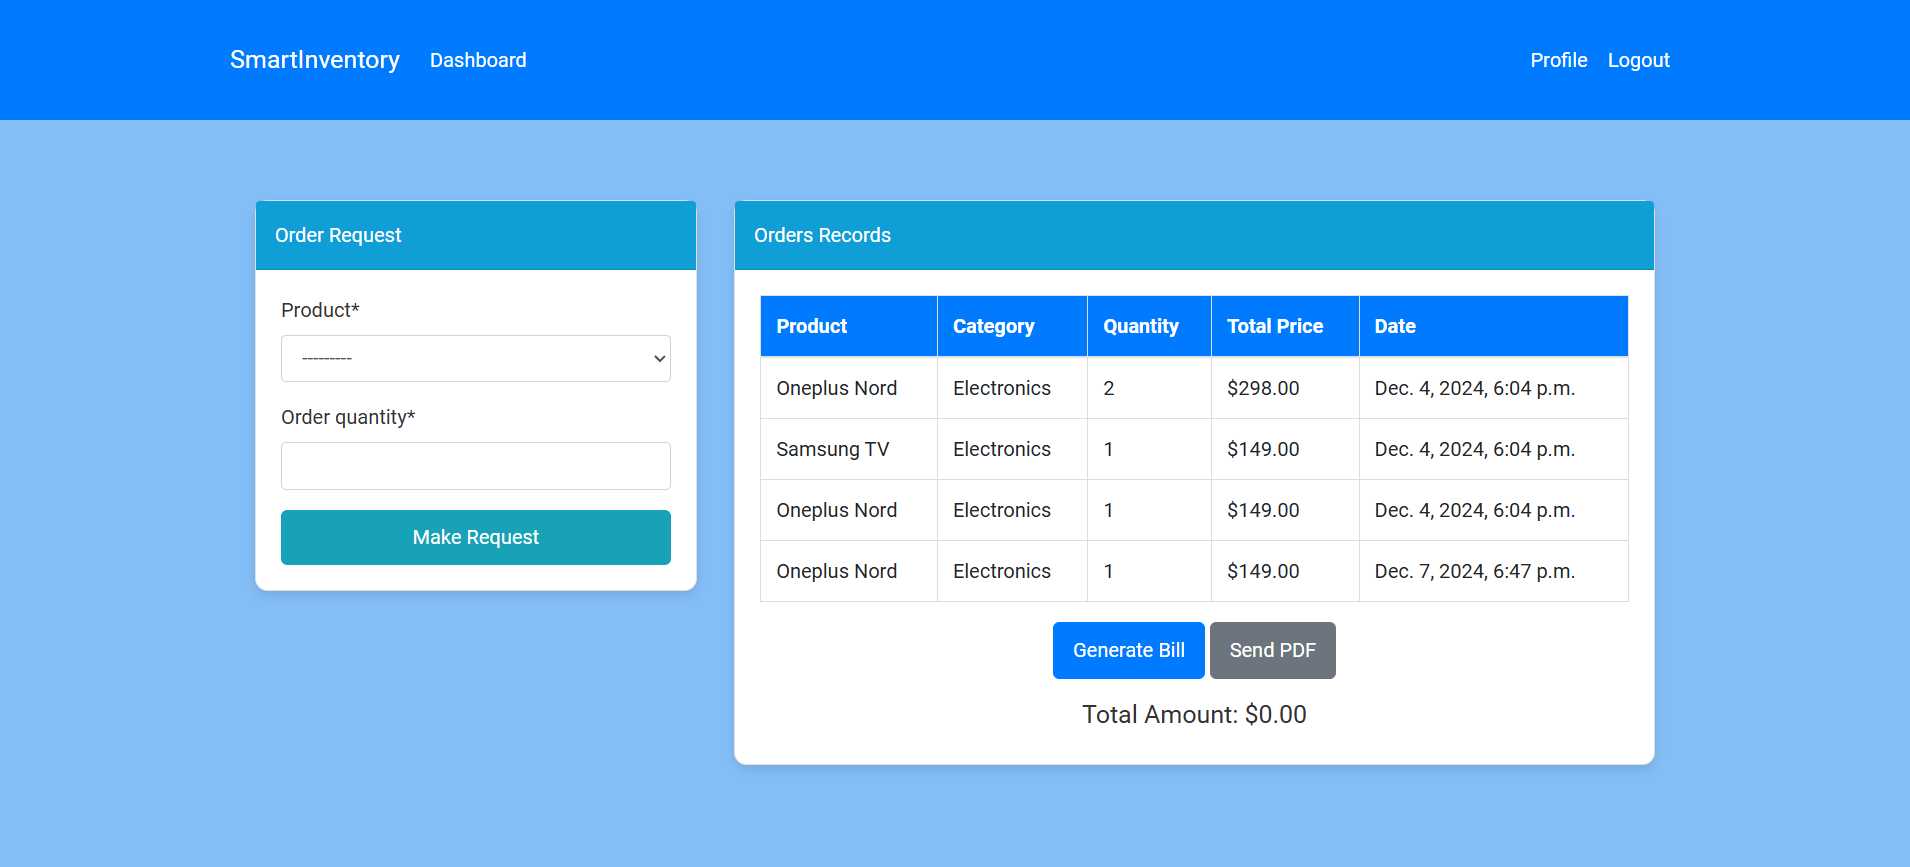 SmartInventory Dashboard Profile Logout
Order Request
Product*
---------
Order quantity*
Make Request
Orders Records
Product Category Quantity Total Price Date
Oneplus Nord Electronics 2 $298.00 Dec. 4, 2024, 6:04 p.m.
Samsung TV Electronics 1 $149.00 Dec. 4, 2024, 6:04 p.m.
Oneplus Nord Electronics 1 $149.00 Dec. 4, 2024, 6:04 p.m.
Oneplus Nord Electronics 1 $149.00 Dec. 7, 2024, 6:47 p.m.
Generate Bill Send PDF
Total Amount: $0.00